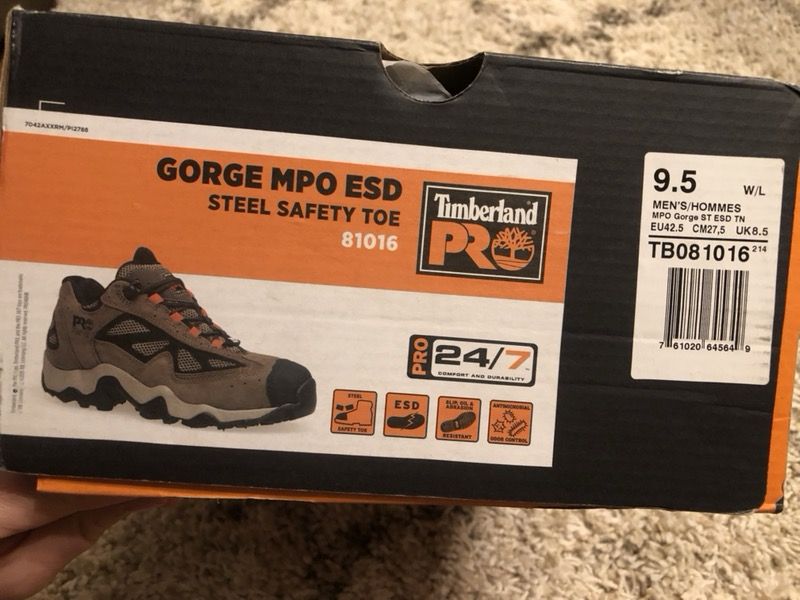 7042AXXRM/PI2788
GORGE MPO ESD
STEEL SAFETY TOE
81016
Timberland
PRO
PRO
PRO 24/7™
COMFORT AND DURABILITY
STEEL
SAFETY TOE
ESD
SLIP, OIL &
ABRASION
RESISTANT
ANTIMICROBIAL
ODOR CONTROL
9.5 W/L
MEN'S/HOMMES
MPO Gorge ST ESD TN
EU42.5 CM27,5 UK8.5
TB081016 214
7 61020 64564 9